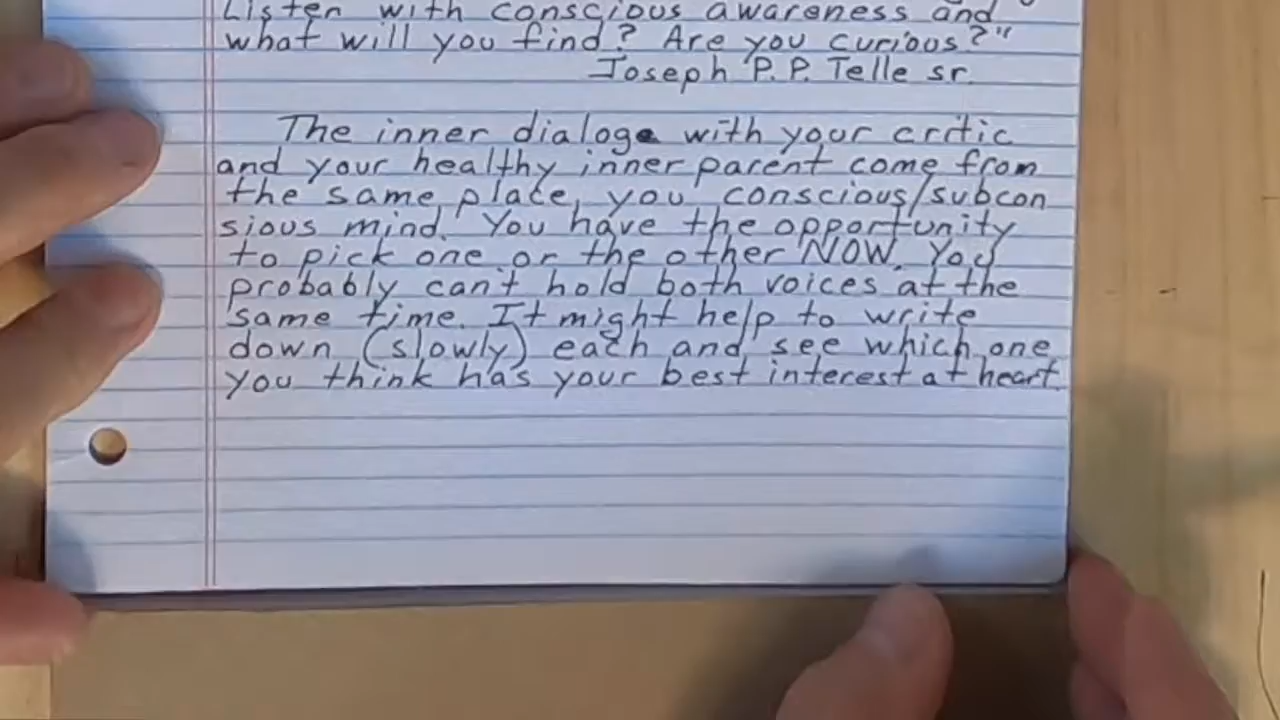 Listen with conscious awareness and
what will you find? Are you curious?"
Joseph P. P. Telle sr.
The inner dialoge with your critic
and your healthy inner parent come from
the same place, you conscious/subcon
sious mind. You have the opportunity
to pick one or the other NOW. You
probably can't hold both voices at the
same time. It might help to write
down (slowly) each and see which one
you think has your best interest at heart.